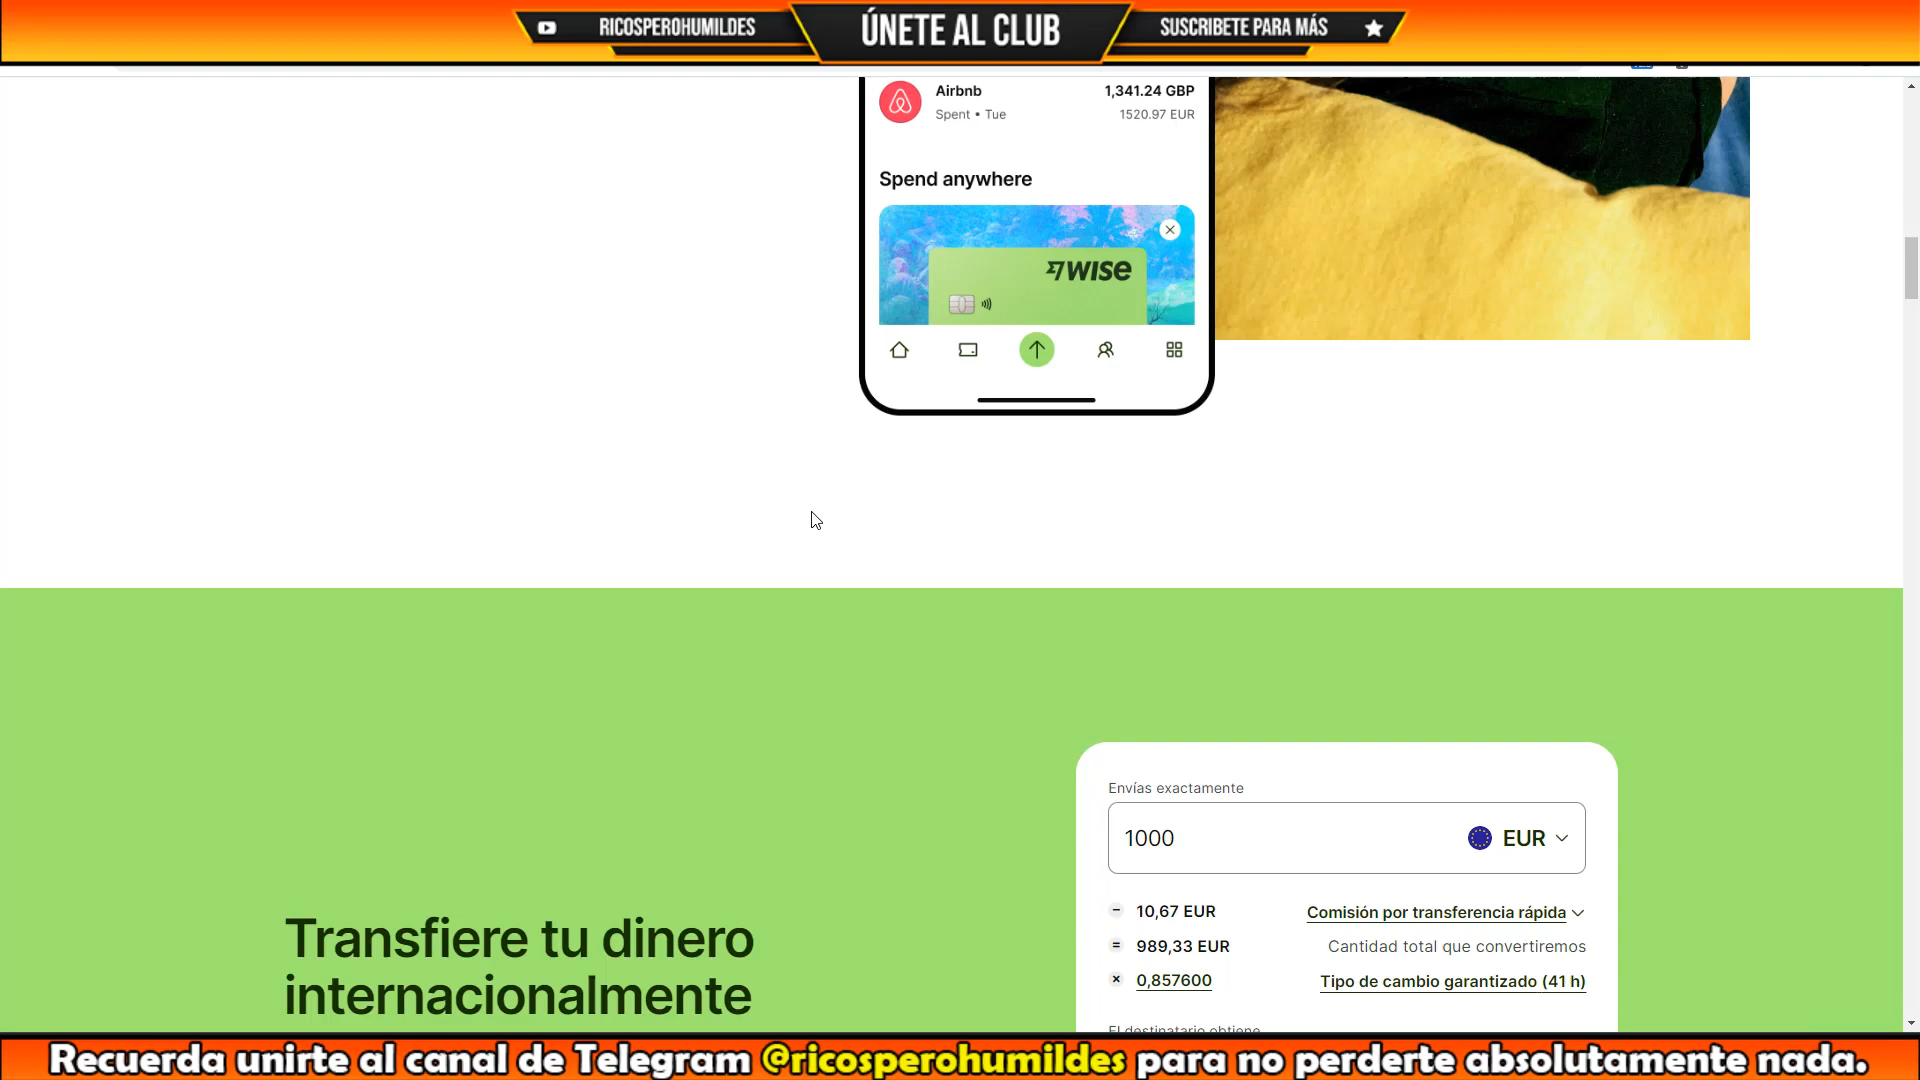 RICOSPEROHUMILDES
ÚNETE AL CLUB
SUSCRIBETE PARA MÁS
Airbnb
1,341.24 GBP
Spent • Tue
1520.97 EUR
Spend anywhere
WISE
Envías exactamente
1000
EUR
10,67 EUR
Comisión por transferencia rápida
= 989,33 EUR
Cantidad total que convertiremos
× 0,857600
Tipo de cambio garantizado (41 h)
El destinatario obtiene
Transfiere tu dinero
internacionalmente
Recuerda unirte al canal de Telegram @ricosperohumildes para no perderte absolutamente nada.